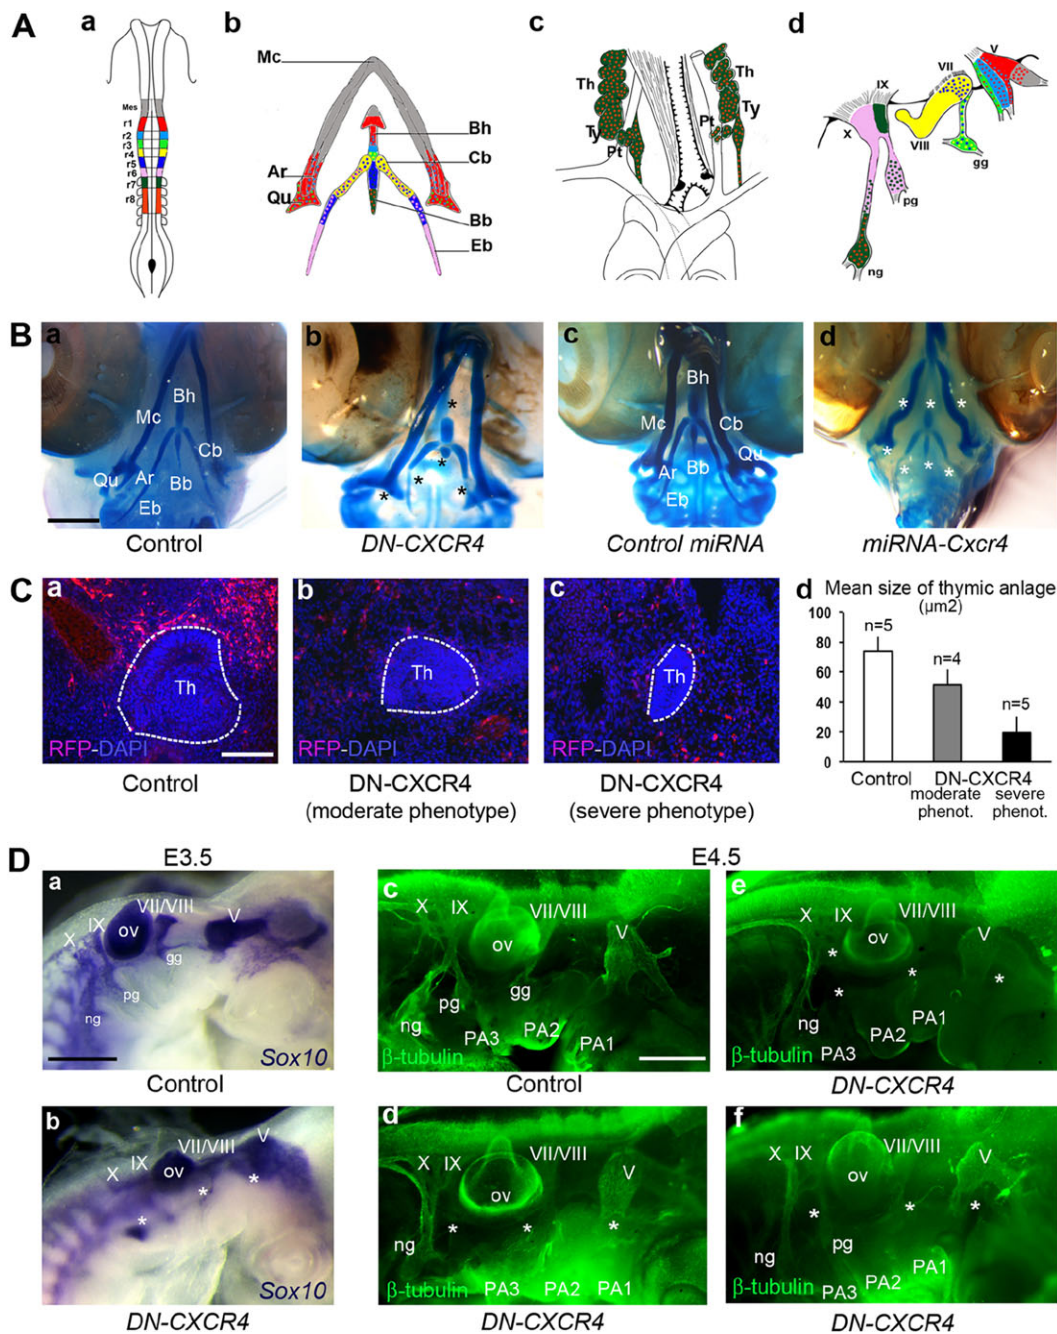 A
a
b
c
d
Mes
r1
r2
r3
r4
r5
r6
r7
r8
Mc
Bh
Cb
Ar
Qu
Bb
Eb
Th
Th
Ty
Ty
Pt
Pt
V
VII
IX
X
VIII
gg
pg
ng
B
a
Bh
Mc
Cb
Qu
Ar
Bb
Eb
Control
b
*
*
*
*
*
DN-CXCR4
c
Bh
Mc
Cb
Qu
Ar
Bb
Eb
Control miRNA
d
* * *
*
* * *
miRNA-Cxcr4
C
a
Th
RFP-DAPI
Control
b
Th
RFP-DAPI
DN-CXCR4
(moderate phenotype)
c
Th
RFP-DAPI
DN-CXCR4
(severe phenotype)
d
Mean size of thymic anlage
(µm2)
100
80
60
40
20
0
n=5
n=4
n=5
Control
DN-CXCR4
moderate
phenot.
severe
phenot.
D
E3.5
E4.5
a
VII/VIII
V
IX
X
ov
gg
pg
ng
Sox10
Control
b
V
VII/VIII
IX
X
ov
*
*
*
Sox10
DN-CXCR4
c
X IX VII/VIII
V
ov
gg
pg
ng
PA3
PA2
PA1
β-tubulin
Control
d
X IX VII/VIII
V
ov
* * *
ng
PA3 PA2 PA1
β-tubulin
DN-CXCR4
e
X IX VII/VIII
V
ov
*
*
*
*
ng
PA1
PA2
PA3
β-tubulin
DN-CXCR4
f
X IX VII/VIII
V
ov
* * *
pg
ng
PA1
PA2
PA3
β-tubulin
DN-CXCR4